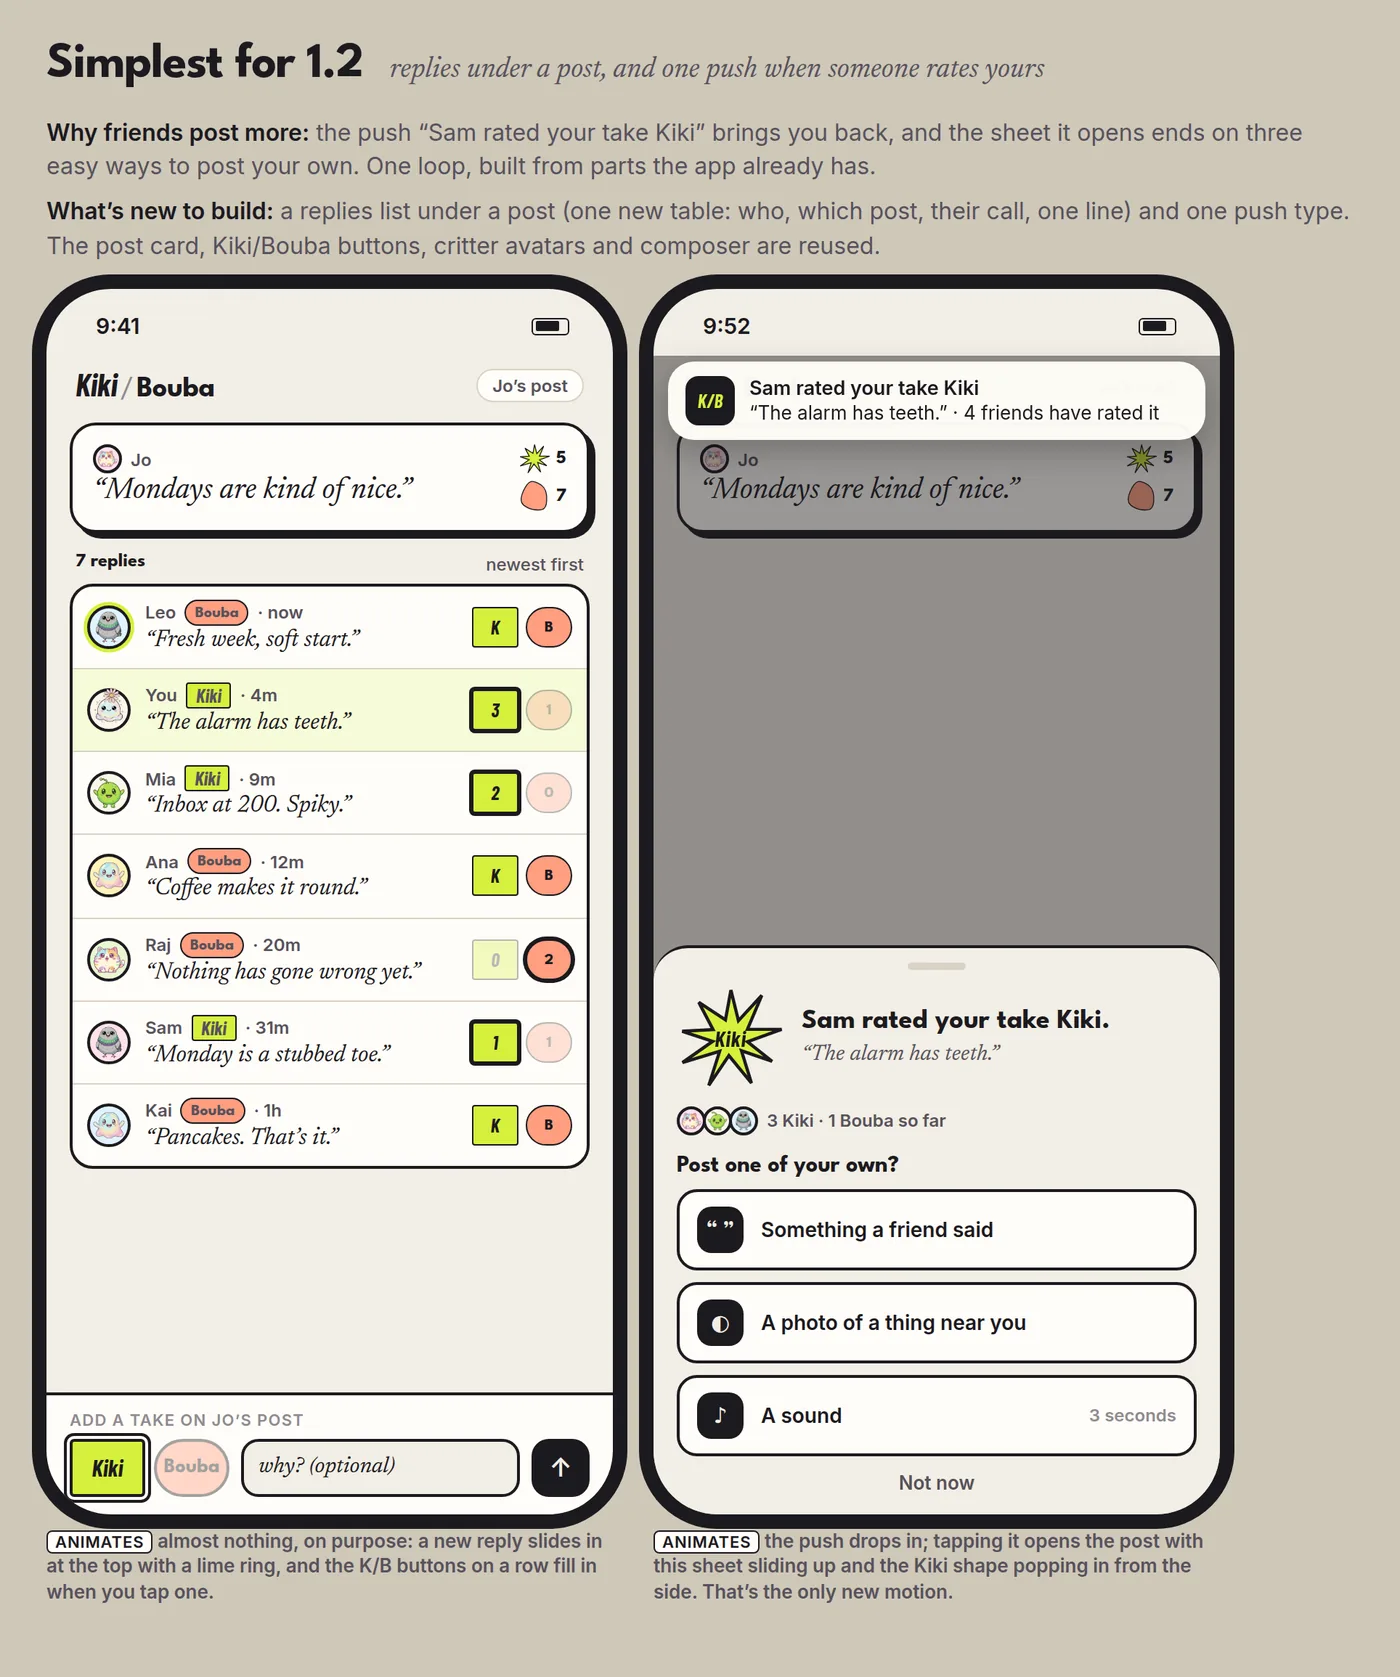 Simplest for 1.2 replies under a post, and one push when someone rates yours
Why friends post more: the push “Sam rated your take Kiki” brings you back, and the sheet it opens ends on three
easy ways to post your own. One loop, built from parts the app already has.
What’s new to build: a replies list under a post (one new table: who, which post, their call, one line) and one push type.
The post card, Kiki/Bouba buttons, critter avatars and composer are reused.
9:41
Kiki / Bouba
Jo’s post
Jo
5
“Mondays are kind of nice.”
7
7 replies
newest first
Leo Bouba · now
“Fresh week, soft start.”
K B
You Kiki · 4m
“The alarm has teeth.”
3 1
Mia Kiki · 9m
“Inbox at 200. Spiky.”
2 0
Ana Bouba · 12m
“Coffee makes it round.”
K B
Raj Bouba · 20m
“Nothing has gone wrong yet.”
0 2
Sam Kiki · 31m
“Monday is a stubbed toe.”
1 1
Kai Bouba · 1h
“Pancakes. That’s it.”
K B
ADD A TAKE ON JO’S POST
Kiki Bouba why? (optional) ↑
ANIMATES almost nothing, on purpose: a new reply slides in
at the top with a lime ring, and the K/B buttons on a row fill in
when you tap one.
9:52
K/B
Sam rated your take Kiki
“The alarm has teeth.” · 4 friends have rated it
Jo
5
“Mondays are kind of nice.”
7
Kiki
Sam rated your take Kiki.
“The alarm has teeth.”
3 Kiki · 1 Bouba so far
Post one of your own?
“ ” Something a friend said
A photo of a thing near you
♪ A sound 3 seconds
Not now
ANIMATES the push drops in; tapping it opens the post with
this sheet sliding up and the Kiki shape popping in from the
side. That’s the only new motion.